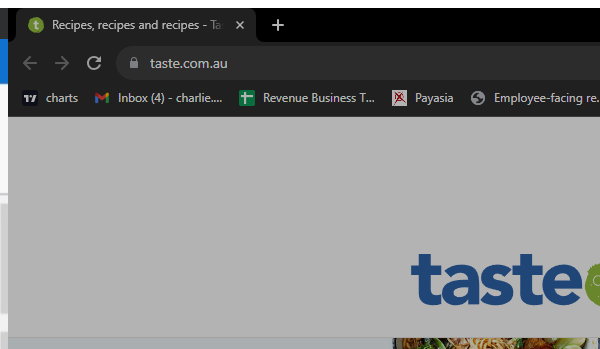 Recipes, recipes and recipes - Ta
taste.com.au
charts Inbox (4) - charlie.... Revenue Business T... Payasia Employee-facing re.
taste